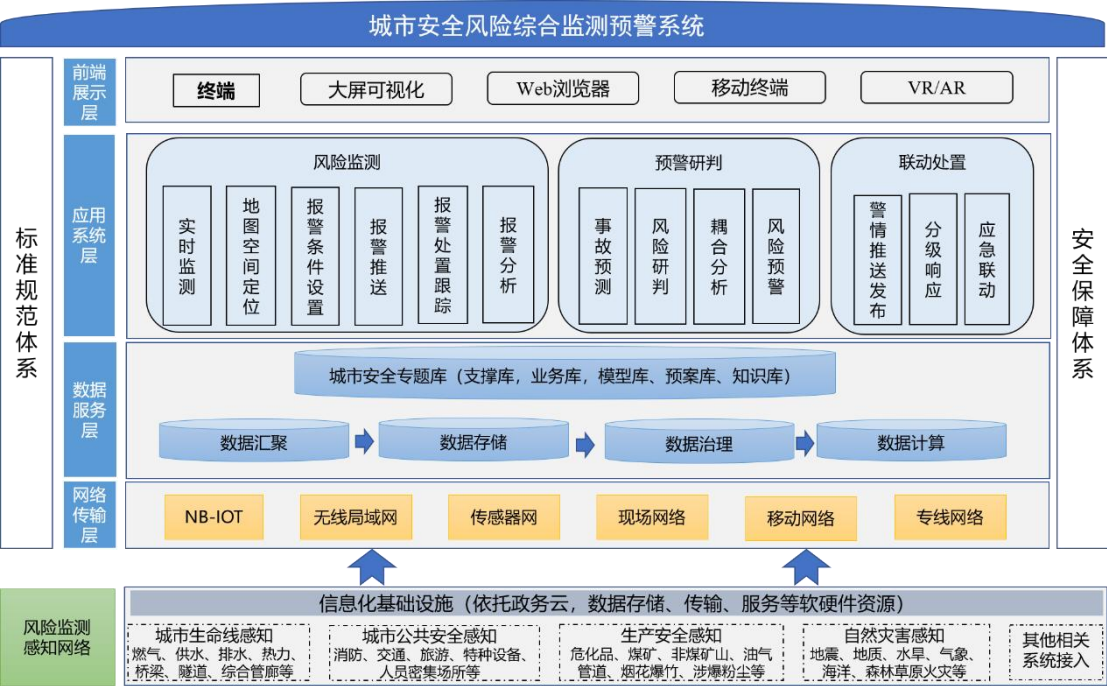 城市安全风险综合监测预警系统
标准规范体系
安全保障体系
前端
展示
层
终端
大屏可视化
Web浏览器
移动终端
VR/AR
应用
系统
层
风险监测
实时监测
地图空间定位
报警条件设置
报警推送
报警处置跟踪
报警分析
预警研判
事故预测
风险研判
耦合分析
风险预警
联动处置
警情推送发布
分级响应
应急联动
数据
服务
层
城市安全专题库（支撑库，业务库，模型库、预案库、知识库）
数据汇聚
数据存储
数据治理
数据计算
网络
传输
层
NB-IOT
无线局域网
传感器网
现场网络
移动网络
专线网络
风险监测
感知网络
信息化基础设施（依托政务云，数据存储、传输、服务等软硬件资源）
城市生命线感知
燃气、供水、排水、热力、
桥梁、隧道、综合管廊等
城市公共安全感知
消防、交通、旅游、特种设备、
人员密集场所等
生产安全感知
危化品、煤矿、非煤矿山、油气
管道、烟花爆竹、涉爆粉尘等
自然灾害感知
地震、地质、水旱、气象、
海洋、森林草原火灾等
其他相关
系统接入